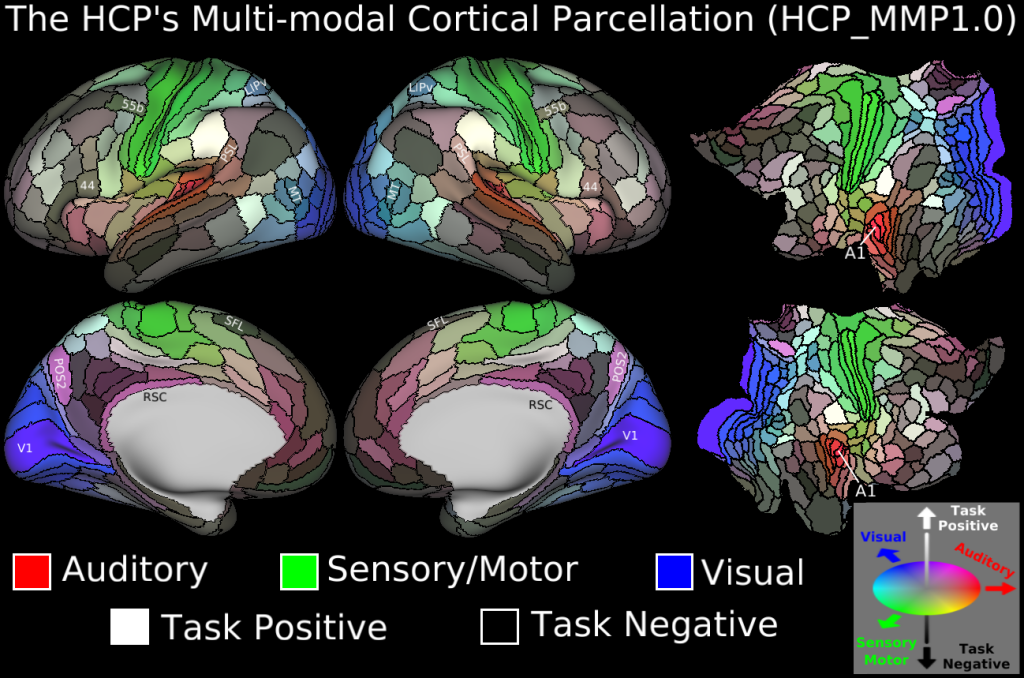 The HCP's Multi-modal Cortical Parcellation (HCP_MMP1.0)
55b
LIPv
44
PSL
MT
LIPv
55b
PSL
MT
44
A1
SFL
POS2
RSC
V1
SFL
POS2
RSC
V1
A1
Auditory
Sensory/Motor
Visual
Task Positive
Task Negative
Task
Positive
Visual
Auditory
Sensory
Motor
Task
Negative